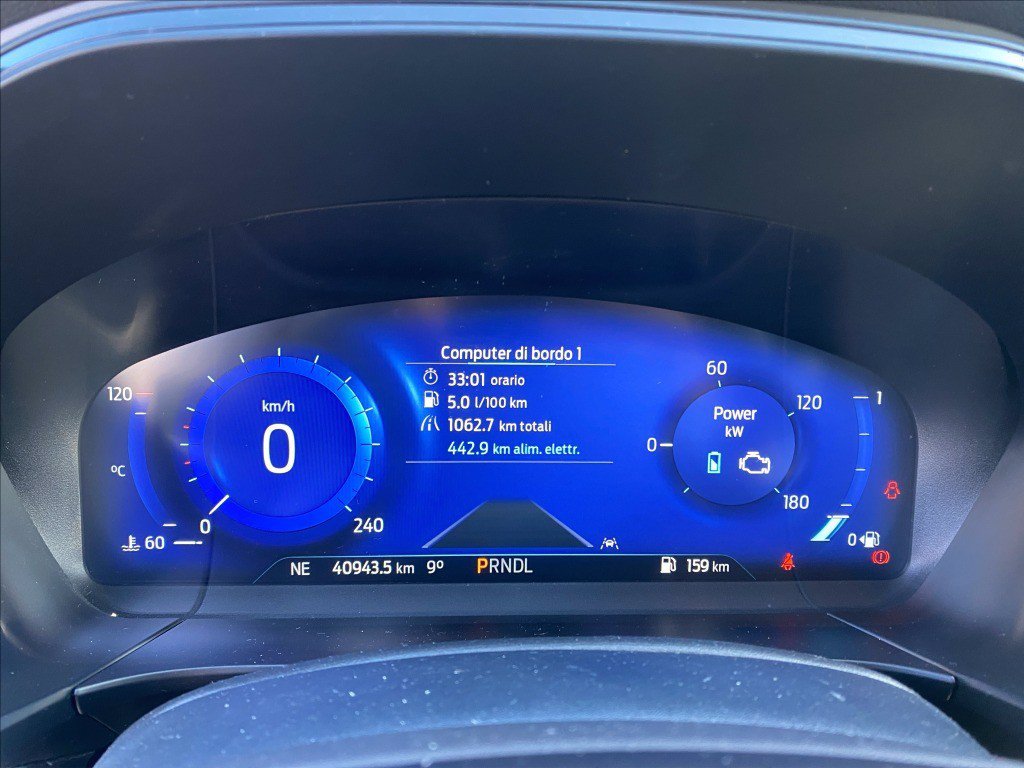 Computer di bordo 1
33:01 orario
5.0 l/100 km
1062.7 km totali
442.9 km alim. elettr.
120
ºC
60
km/h
0
0
240
60
Power
kW
0
120
180
1
0
NE
40943.5 km
9º
PRNDL
159 km